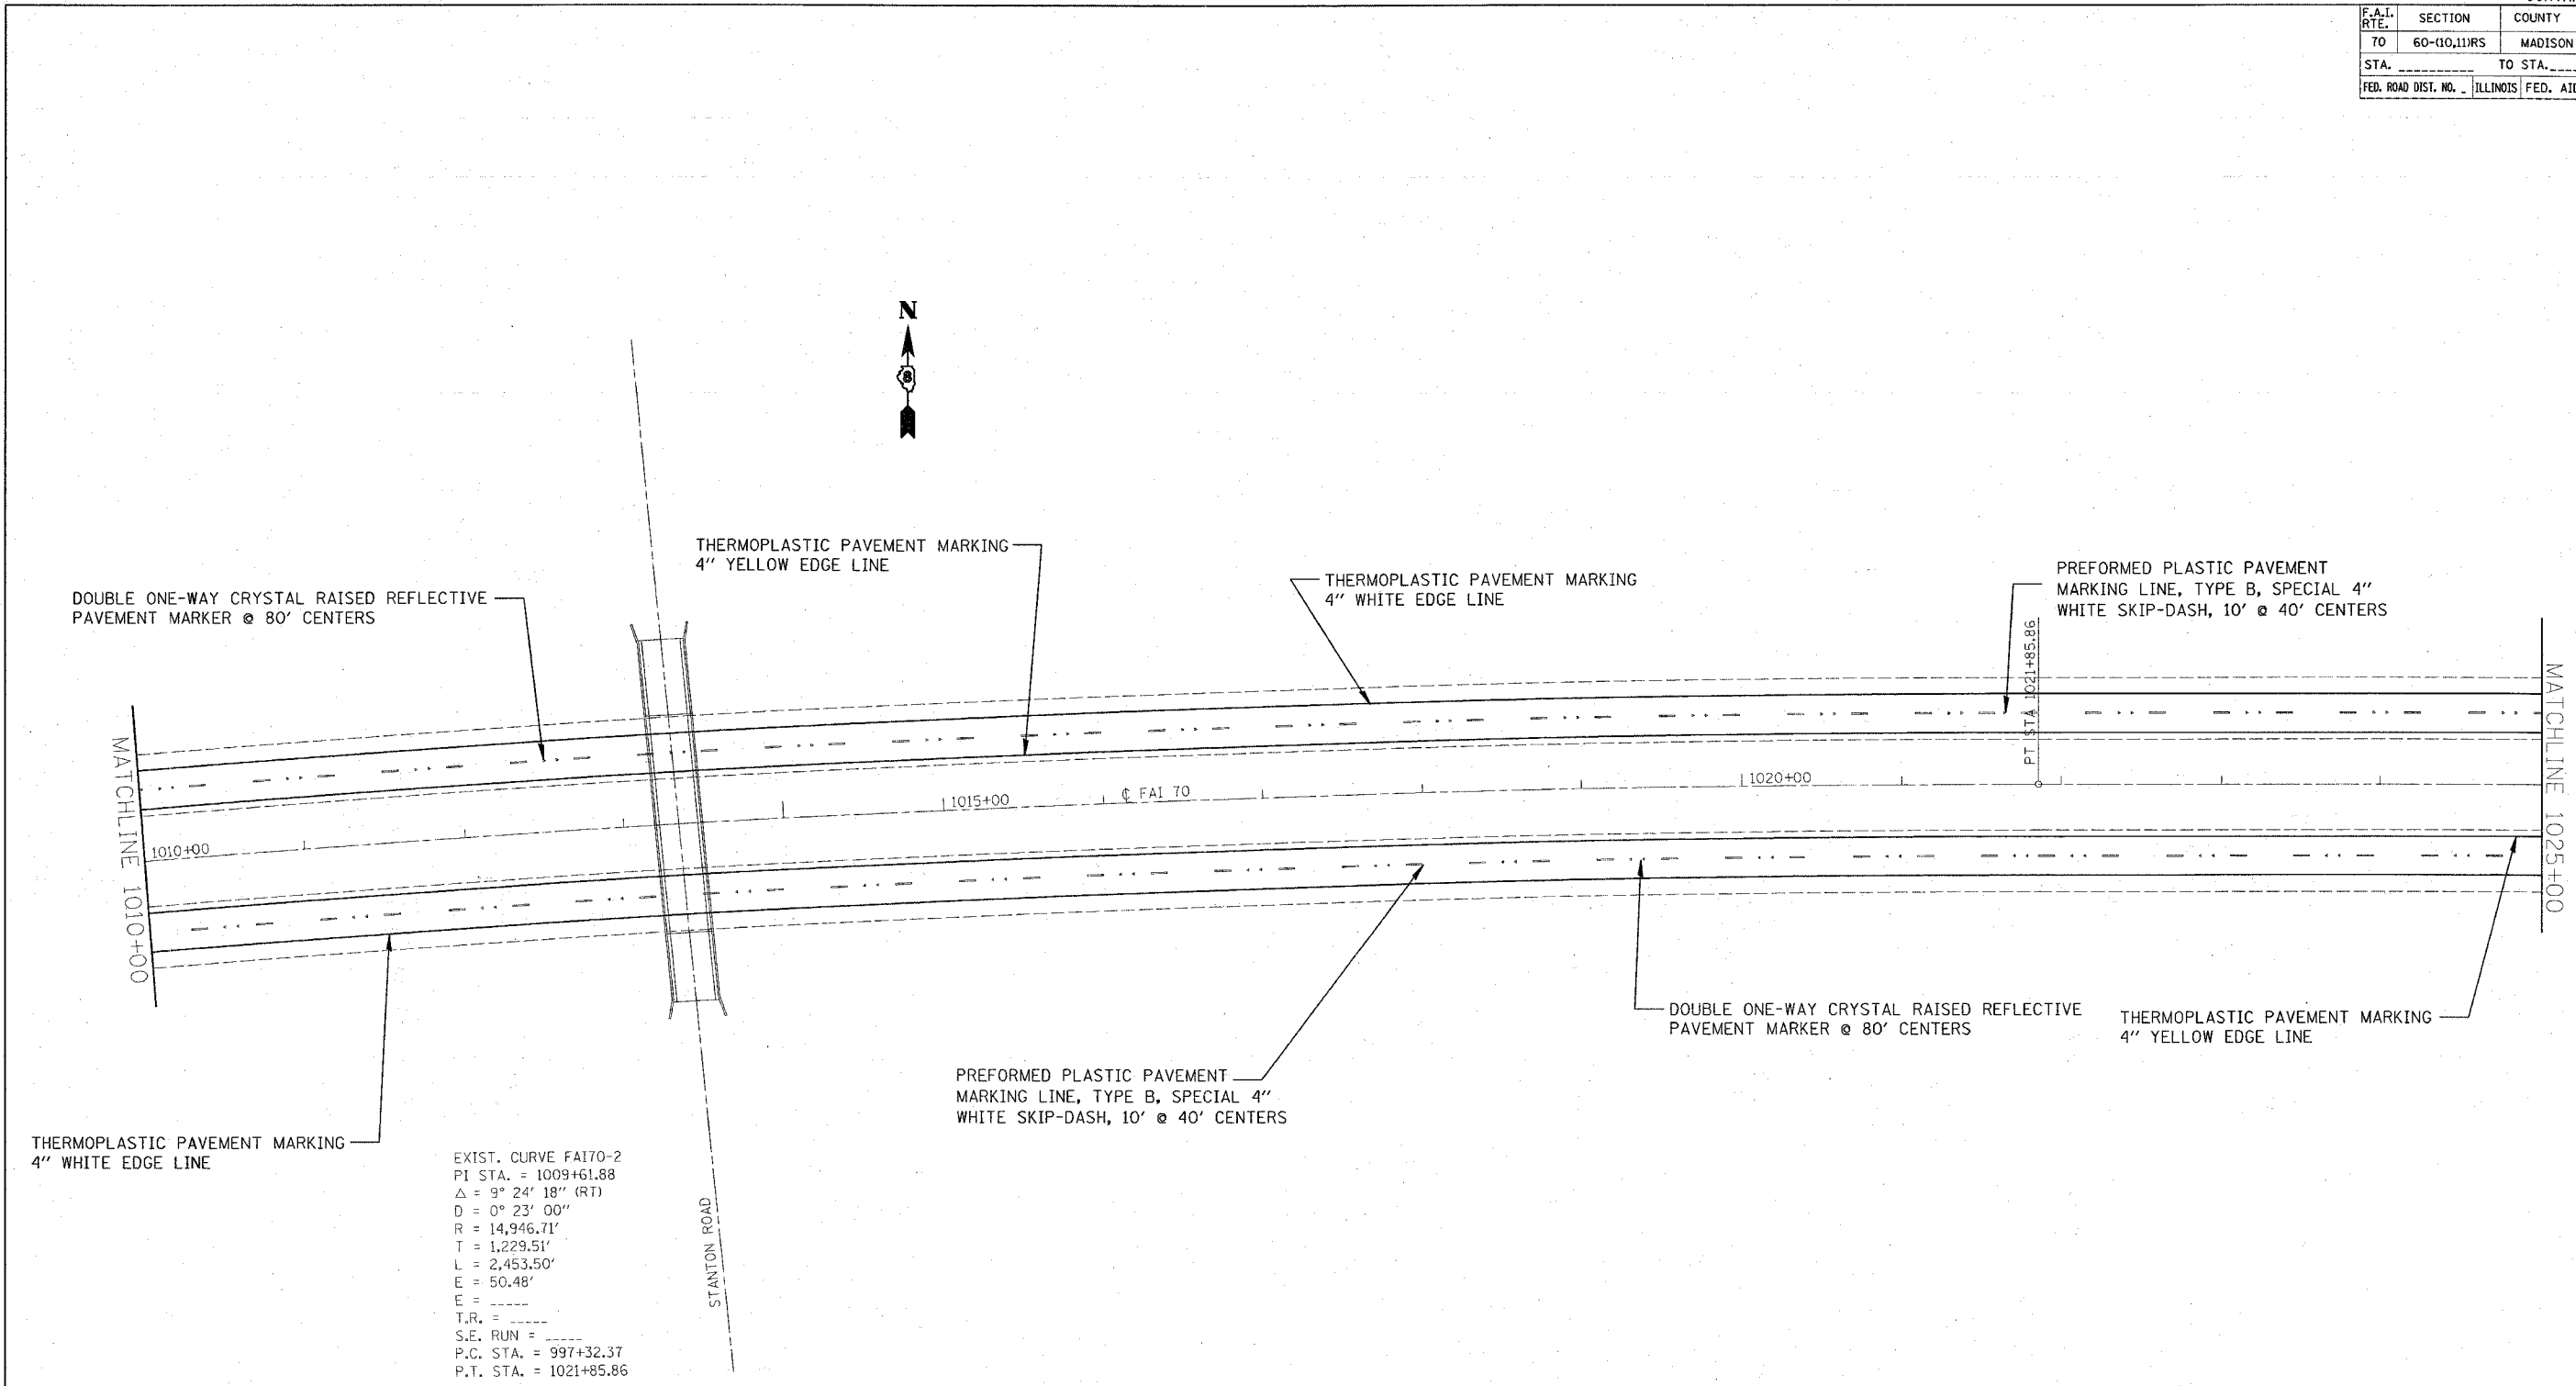 F.A.I. RTE. SECTION COUNTY
70 60-(10,11)RS MADISON
STA. __________ TO STA.____
FED. ROAD DIST. NO. _ ILLINOIS FED. AID
N
8
THERMOPLASTIC PAVEMENT MARKING
4" YELLOW EDGE LINE
DOUBLE ONE-WAY CRYSTAL RAISED REFLECTIVE
PAVEMENT MARKER @ 80' CENTERS
THERMOPLASTIC PAVEMENT MARKING
4" WHITE EDGE LINE
PREFORMED PLASTIC PAVEMENT
MARKING LINE, TYPE B, SPECIAL 4"
WHITE SKIP-DASH, 10' @ 40' CENTERS
PT STA 1021+85.86
MATCHLINE 1010+00
1010+00
1015+00
℄ FAI 70
1020+00
MATCHLINE 1025+00
DOUBLE ONE-WAY CRYSTAL RAISED REFLECTIVE
PAVEMENT MARKER @ 80' CENTERS
THERMOPLASTIC PAVEMENT MARKING
4" YELLOW EDGE LINE
PREFORMED PLASTIC PAVEMENT
MARKING LINE, TYPE B, SPECIAL 4"
WHITE SKIP-DASH, 10' @ 40' CENTERS
THERMOPLASTIC PAVEMENT MARKING
4" WHITE EDGE LINE
EXIST. CURVE FAI70-2
PI STA. = 1009+61.88
△ = 9° 24' 18" (RT)
D = 0° 23' 00"
R = 14,946.71'
T = 1,229.51'
L = 2,453.50'
E = 50.48'
E = _____
T.R. = _____
S.E. RUN = _____
P.C. STA. = 997+32.37
P.T. STA. = 1021+85.86
STANTON ROAD